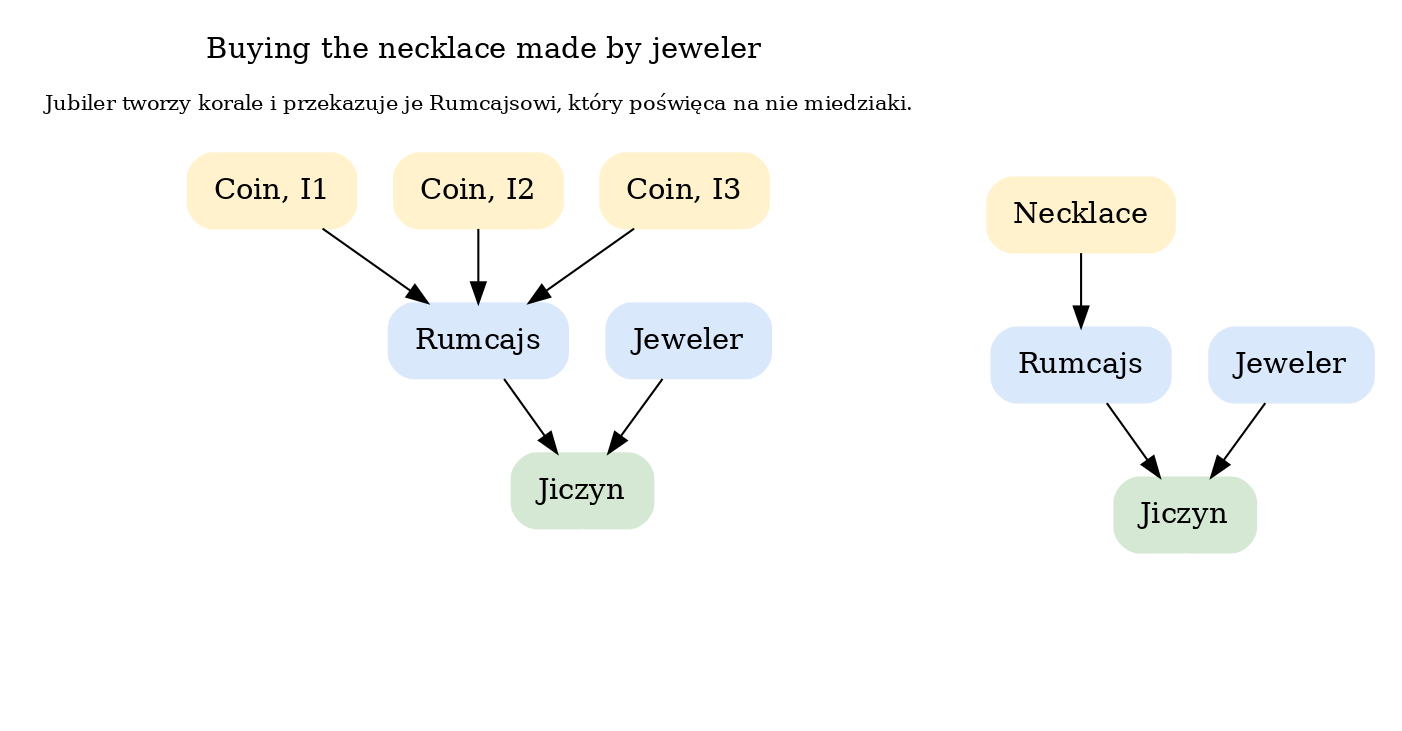 Buying the necklace made by jeweler
Jubiler tworzy korale i przekazuje je Rumcajsowi, który poświęca na nie miedziaki.
Coin, I1
Coin, I2
Coin, I3
Rumcajs
Jeweler
Jiczyn
Necklace
Rumcajs
Jeweler
Jiczyn